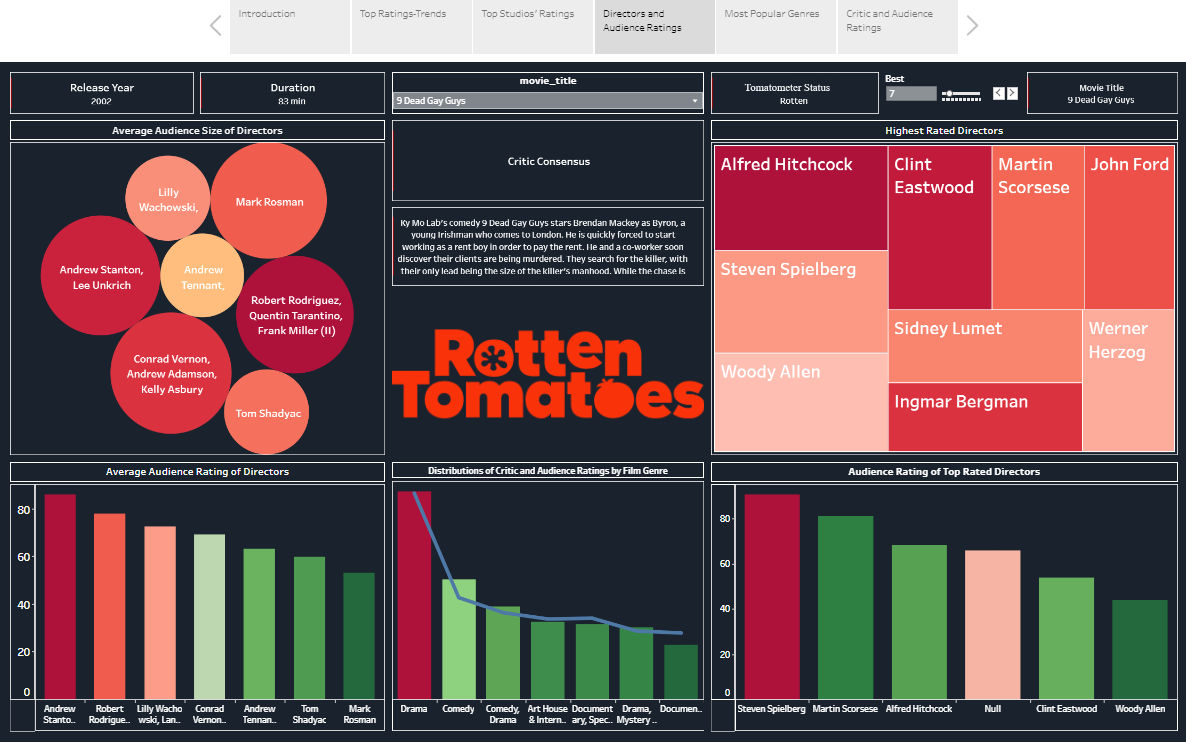 Introduction
Top Ratings-Trends
Top Studios' Ratings
Directors and
Audience Ratings
Most Popular Genres
Critic and Audience
Ratings
Release Year
2002
Duration
83 min
movie_title
9 Dead Gay Guys
Tomatometer Status
Rotten
Best
7
Movie Title
9 Dead Gay Guys
Average Audience Size of Directors
Lilly
Wachowski,
Mark Rosman
Andrew Stanton,
Lee Unkrich
Andrew
Tennant,
Robert Rodriguez,
Quentin Tarantino,
Frank Miller (II)
Conrad Vernon,
Andrew Adamson,
Kelly Asbury
Tom Shadyac
Critic Consensus
Ky Mo Lab's comedy 9 Dead Gay Guys stars Brendan Mackey as Byron, a
young Irishman who comes to London. He is quickly forced to start
working as a rent boy in order to pay the rent. He and a co-worker soon
discover their clients are being murdered. They search for the killer, with
their only lead being the size of the killer's manhood. While the chase is
Rotten
Tomatoes
Highest Rated Directors
Alfred Hitchcock
Clint
Eastwood
Martin
Scorsese
John Ford
Steven Spielberg
Sidney Lumet
Werner
Herzog
Woody Allen
Ingmar Bergman
Average Audience Rating of Directors
80
60
40
20
0
Andrew
Stanto..
Robert
Rodrigue..
Lilly Wacho
wski, Lan..
Conrad
Vernon..
Andrew
Tennan..
Tom
Shadyac
Mark
Rosman
Distributions of Critic and Audience Ratings by Film Genre
Drama
Comedy
Comedy,
Drama
Art House
& Intern..
Document
ary, Spec..
Drama,
Mystery ..
Documen..
Audience Rating of Top Rated Directors
80
60
40
20
0
Steven Spielberg
Martin Scorsese
Alfred Hitchcock
Null
Clint Eastwood
Woody Allen